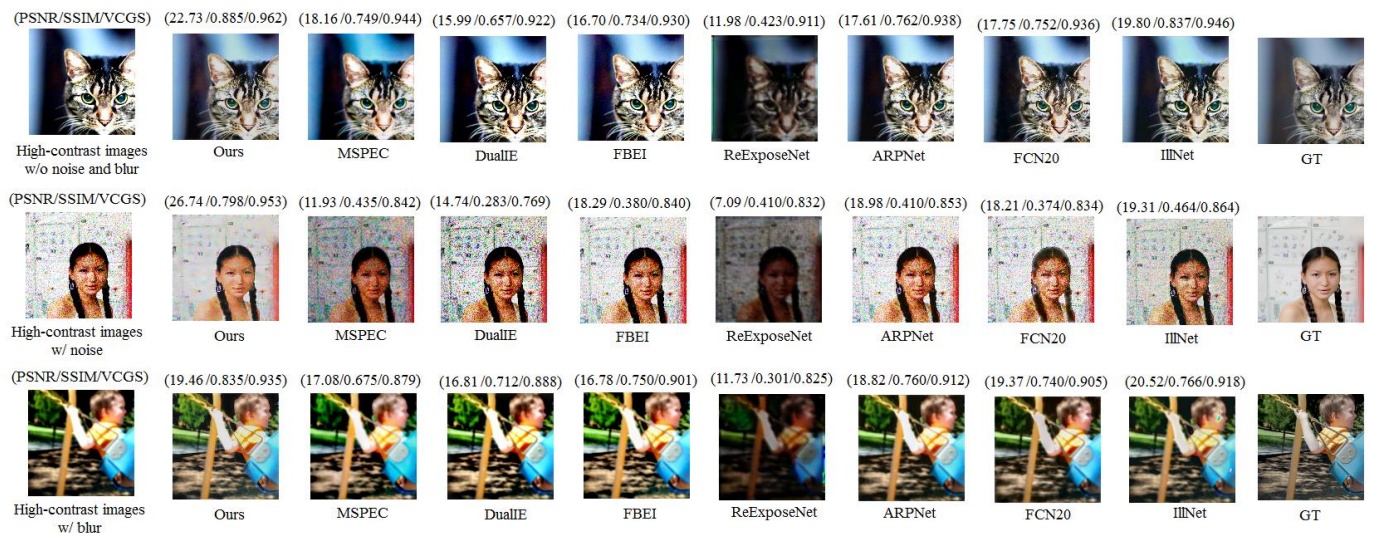 (PSNR/SSIM/VCGS) (22.73 /0.885/0.962) (18.16 /0.749/0.944) (15.99 /0.657/0.922) (16.70 /0.734/0.930) (11.98 /0.423/0.911) (17.61 /0.762/0.938) (17.75 /0.752/0.936) (19.80 /0.837/0.946)
High-contrast images Ours MSPEC DualIE FBEI ReExposeNet ARPNet FCN20 IllNet GT
w/o noise and blur
(PSNR/SSIM/VCGS) (26.74 /0.798/0.953) (11.93 /0.435/0.842) (14.74/0.283/0.769) (18.29 /0.380/0.840) (7.09 /0.410/0.832) (18.98 /0.410/0.853) (18.21 /0.374/0.834) (19.31 /0.464/0.864)
High-contrast images Ours MSPEC DualIE FBEI ReExposeNet ARPNet FCN20 IllNet GT
w/ noise
(PSNR/SSIM/VCGS) (19.46 /0.835/0.935) (17.08/0.675/0.879) (16.81 /0.712/0.888) (16.78 /0.750/0.901) (11.73 /0.301/0.825) (18.82 /0.760/0.912) (19.37 /0.740/0.905) (20.52 /0.766/0.918)
High-contrast images Ours MSPEC DualIE FBEI ReExposeNet ARPNet FCN20 IllNet GT
w/ blur